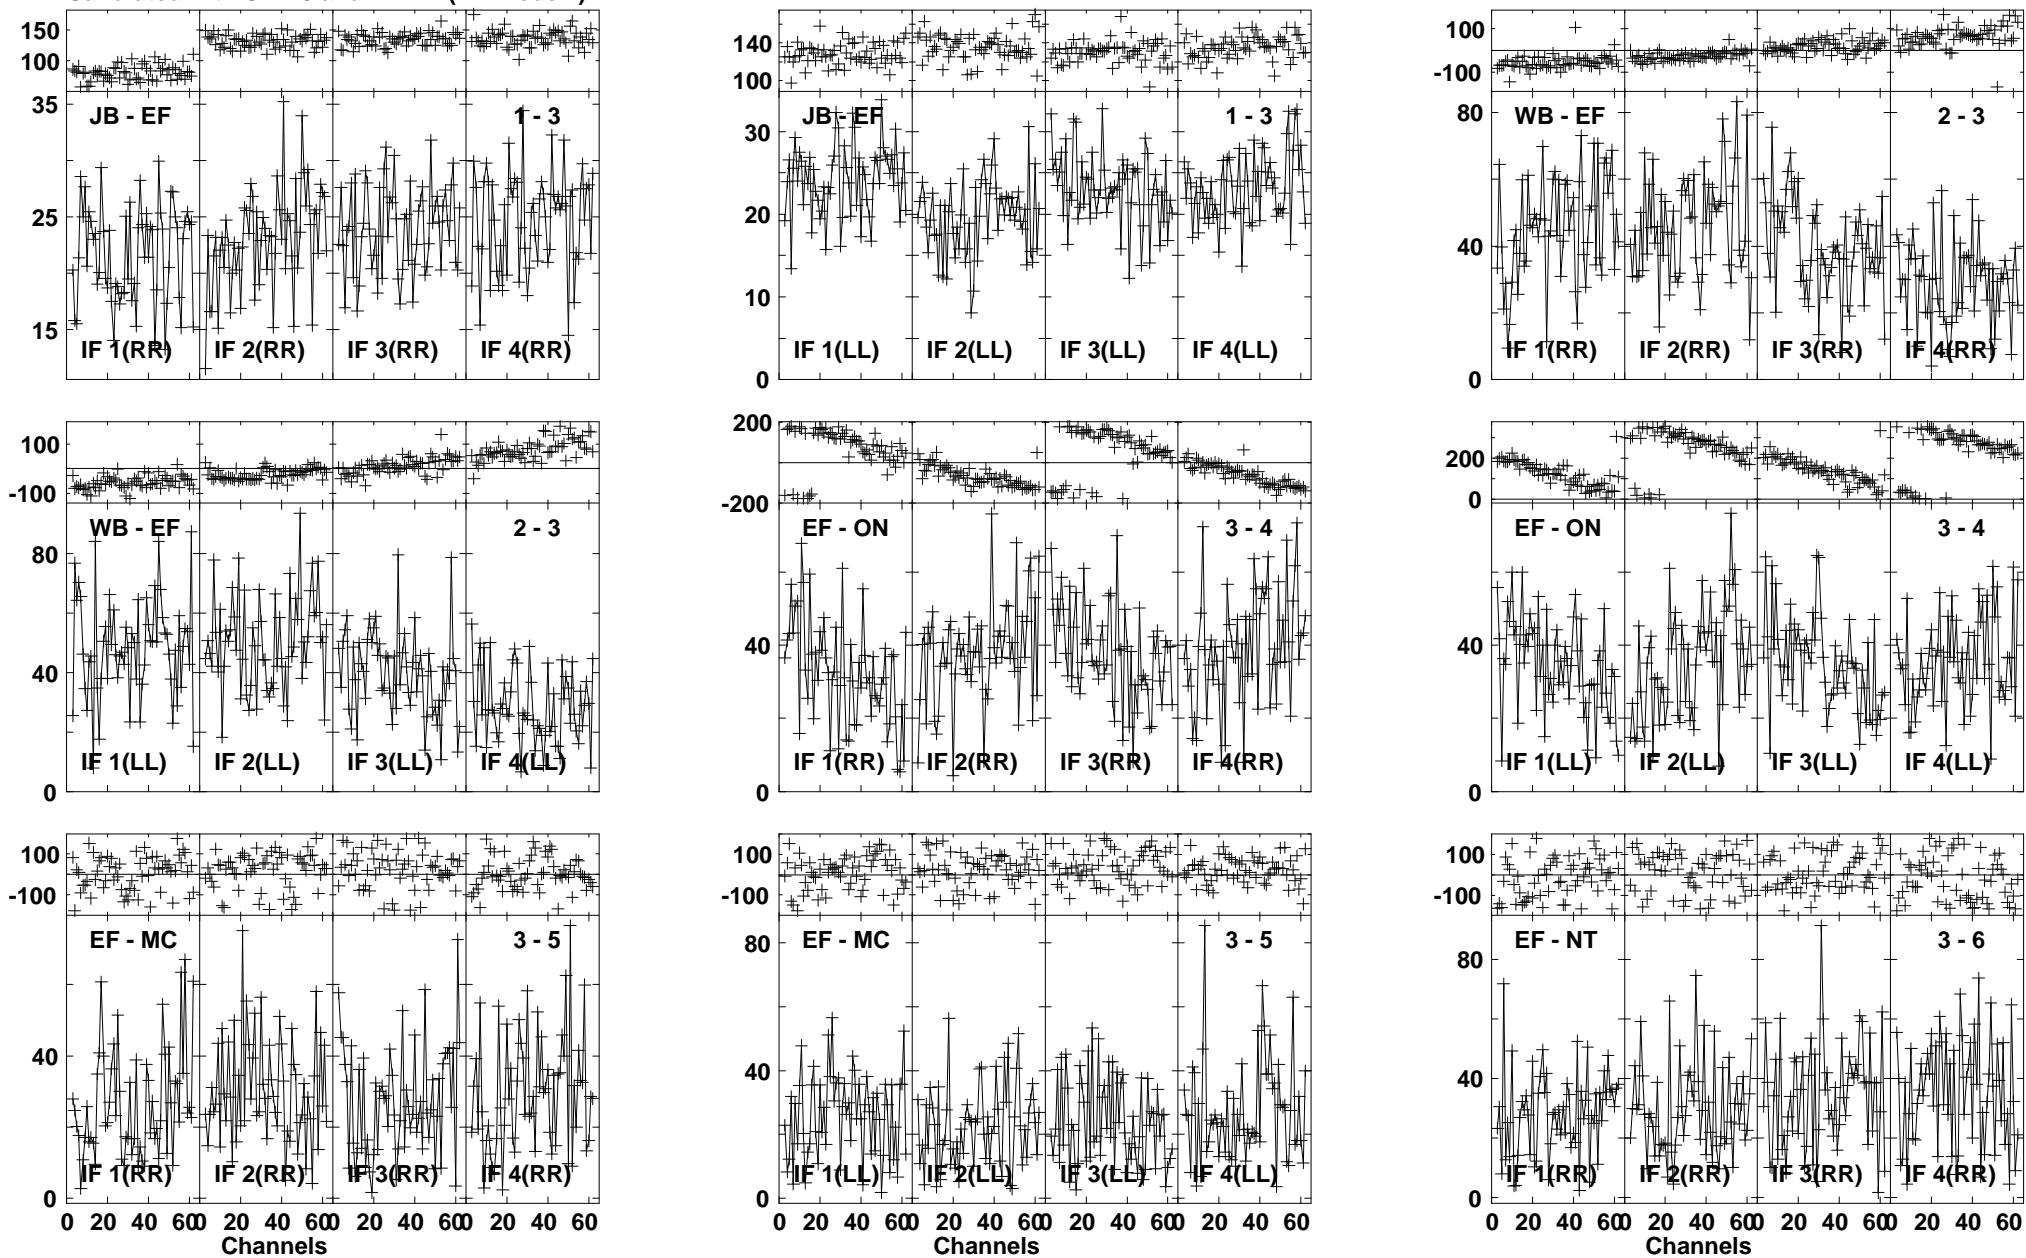 150 100 140 100 100 -100
35 JB - EF 1 - 3 JB - EF 1 - 3 80 WB - EF 2 - 3
30
25 20 40
15 10
IF 1(RR) IF 2(RR) IF 3(RR) IF 4(RR) IF 1(LL) IF 2(LL) IF 3(LL) IF 4(LL) IF 1(RR) IF 2(RR) IF 3(RR) IF 4(RR)
0 0
100 -100 200 -200 200 0
WB - EF 2 - 3 EF - ON 3 - 4 EF - ON 3 - 4
80
40 40 40
IF 1(LL) IF 2(LL) IF 3(LL) IF 4(LL) IF 1(RR) IF 2(RR) IF 3(RR) IF 4(RR) IF 1(LL) IF 2(LL) IF 3(LL) IF 4(LL)
0 0 0
100 -100 100 -100 100 -100
EF - MC 3 - 5 EF - MC 3 - 5 EF - NT 3 - 6
80 80
40 40 40
IF 1(RR) IF 2(RR) IF 3(RR) IF 4(RR) IF 1(LL) IF 2(LL) IF 3(LL) IF 4(LL) IF 1(RR) IF 2(RR) IF 3(RR) IF 4(RR)
0 0 0
0 20 40 60 0 20 40 60 0 20 40 60 0 20 40 0 20 40 60 0 20 40 60 0 20 40 60 0 20 40 60 0 20 40 60 0 20 40 60 0 20 40 60 0 20 40 60
Channels Channels Channels